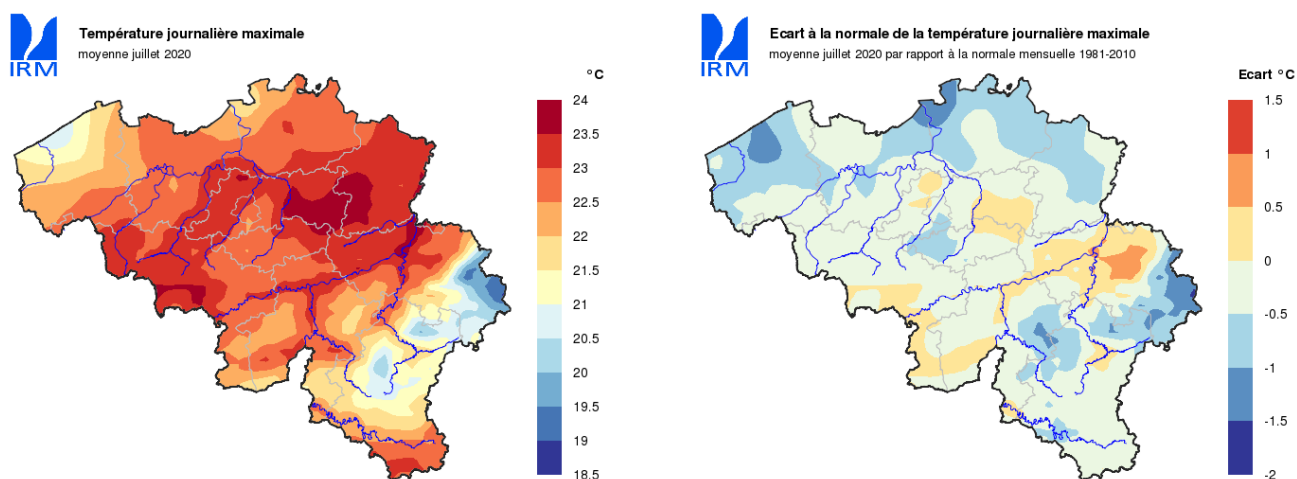 Température journalière maximale
moyenne juillet 2020
IRM
°C
24
23.5
23
22.5
22
21.5
21
20.5
20
19.5
19
18.5
Ecart à la normale de la température journalière maximale
moyenne juillet 2020 par rapport à la normale mensuelle 1981-2010
IRM
Ecart °C
1.5
1
0.5
0
-0.5
-1
-1.5
-2